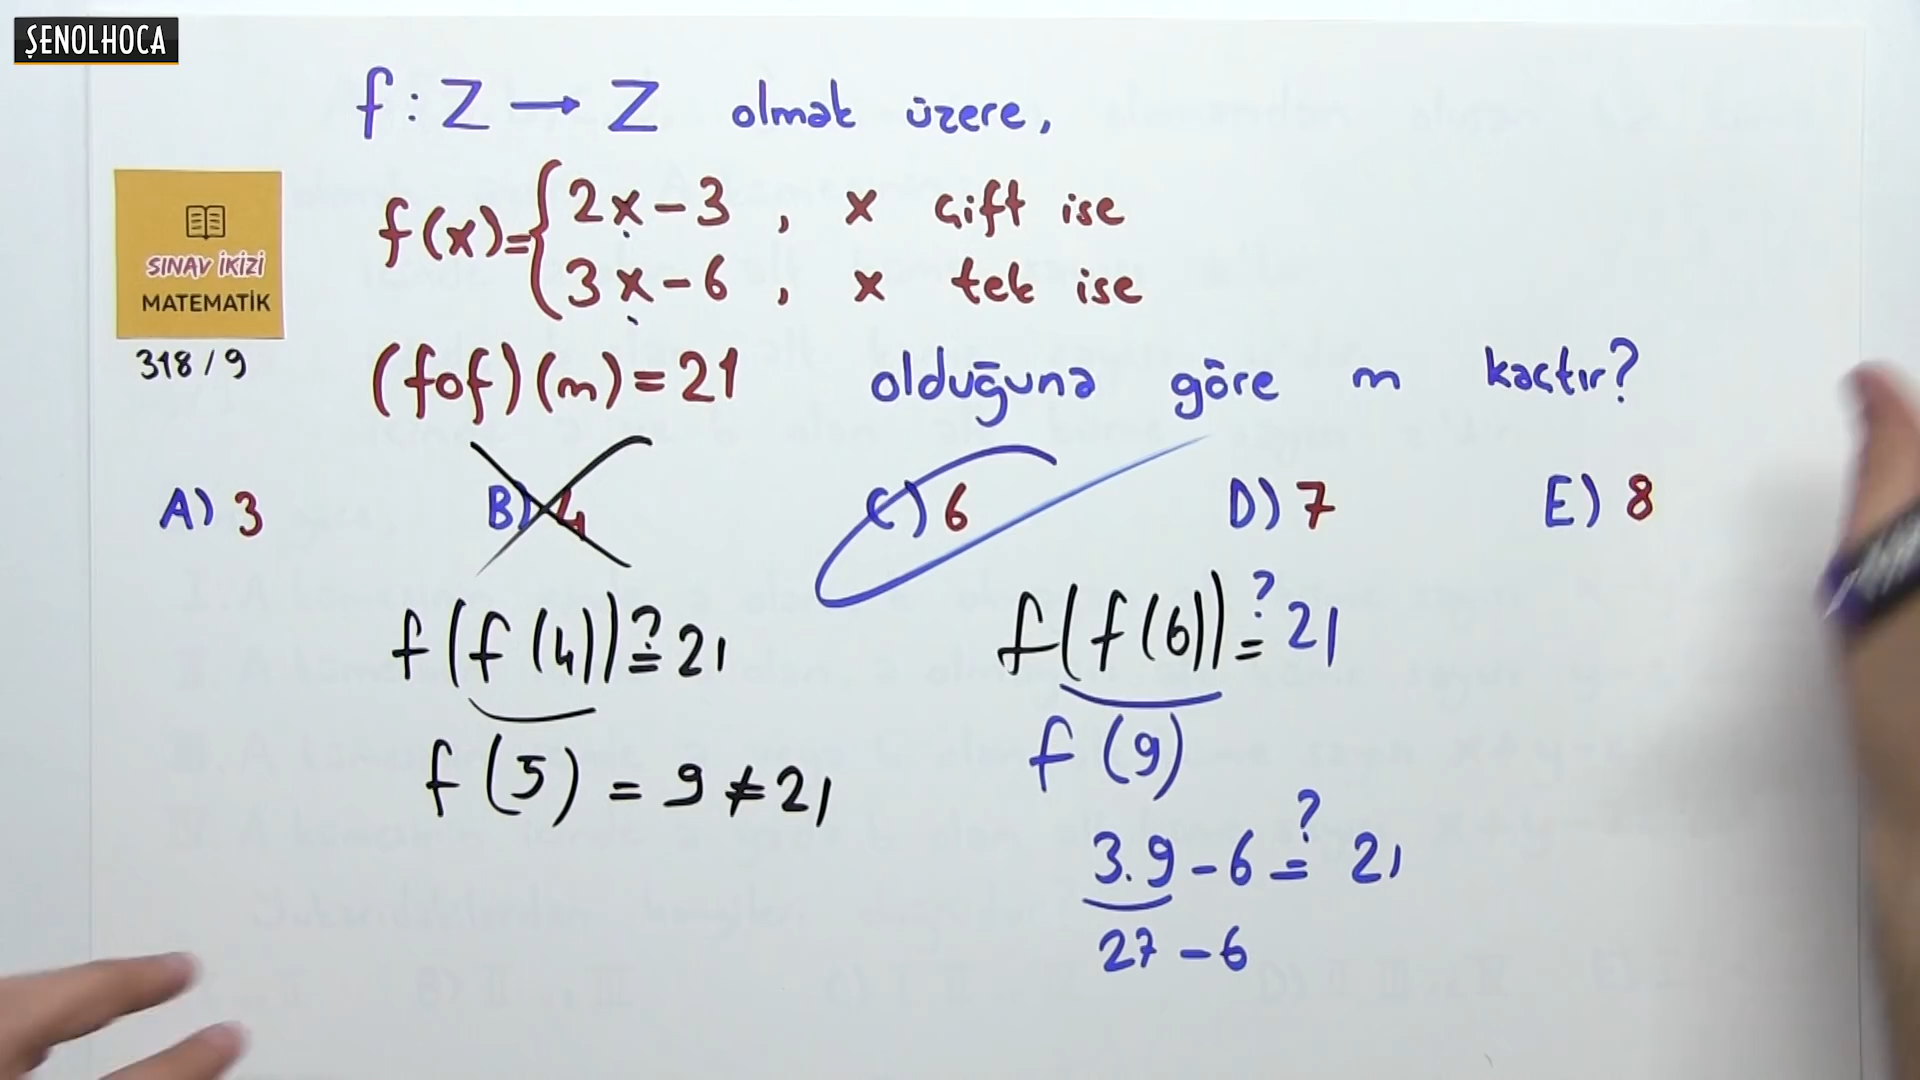 ŞENOLHOCA
f : Z → Z olmak üzere,
f(x)={2x-3 , x çift ise
3x-6 , x tek ise
SINAV İKİZİ
MATEMATİK
318/9
(fof)(m)=21 olduğuna göre m kaçtır?
A) 3 B) 4 C) 6 D) 7 E) 8
f(f(4))≟21
f(5)=9≠21
f(f(6))≟21
f(9)
3.9-6≟21
27-6